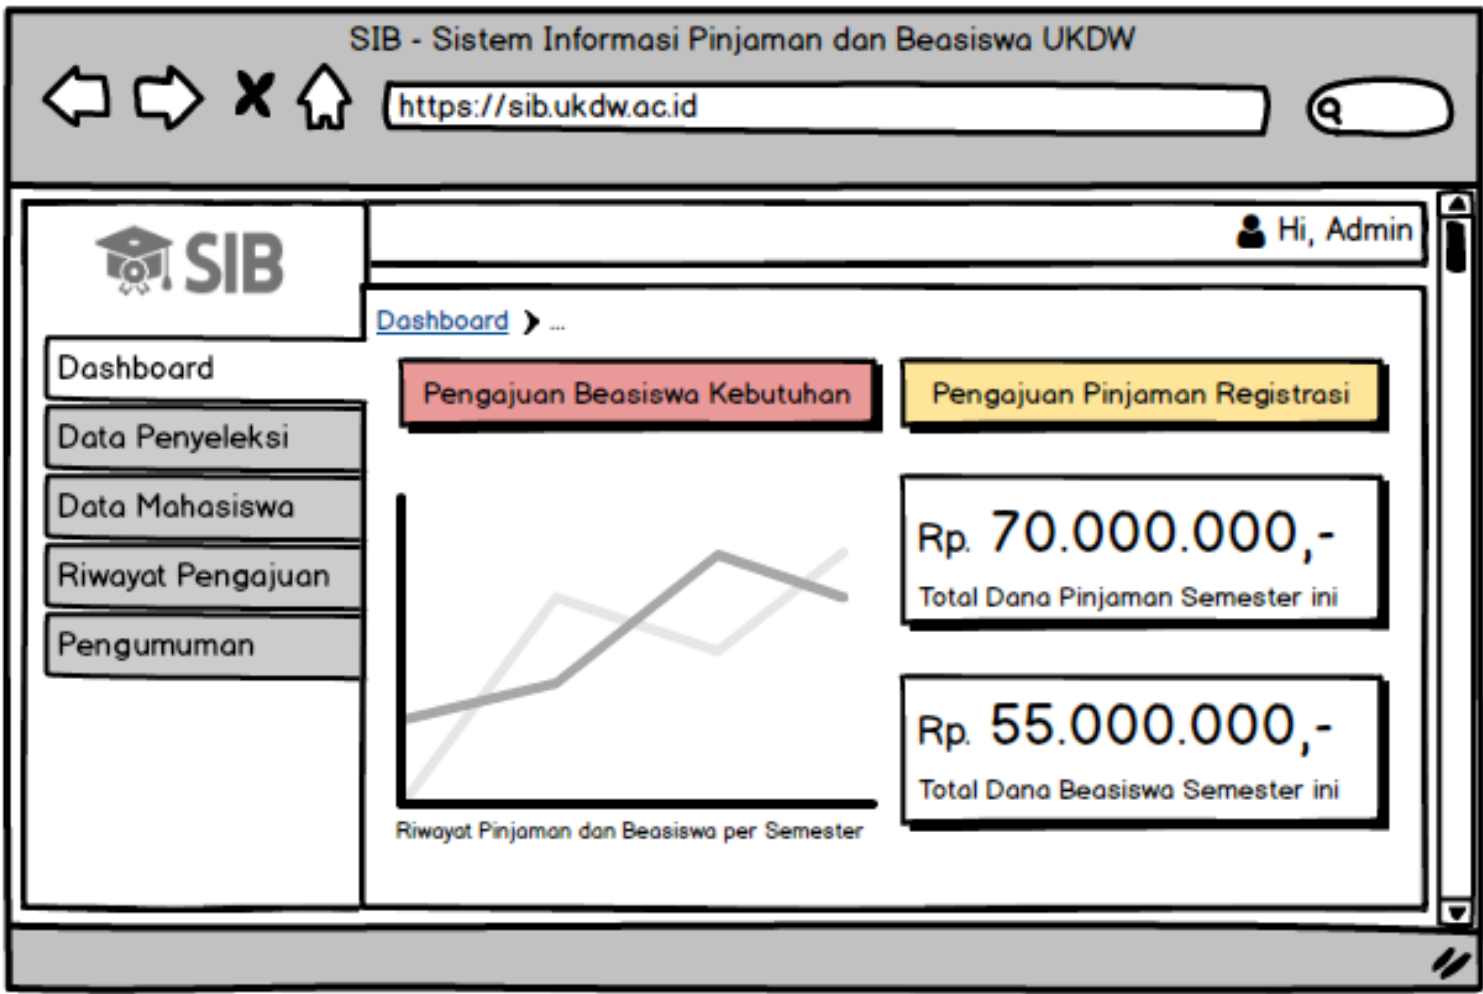 SIB - Sistem Informasi Pinjaman dan Beasiswa UKDW
https://sib.ukdw.ac.id
SIB
Hi, Admin
Dashboard
Data Penyeleksi
Data Mahasiswa
Riwayat Pengajuan
Pengumuman
Dashboard ...
Pengajuan Beasiswa Kebutuhan
Pengajuan Pinjaman Registrasi
Riwayat Pinjaman dan Beasiswa per Semester
Rp. 70.000.000,-
Total Dana Pinjaman Semester ini
Rp. 55.000.000,-
Total Dana Beasiswa Semester ini